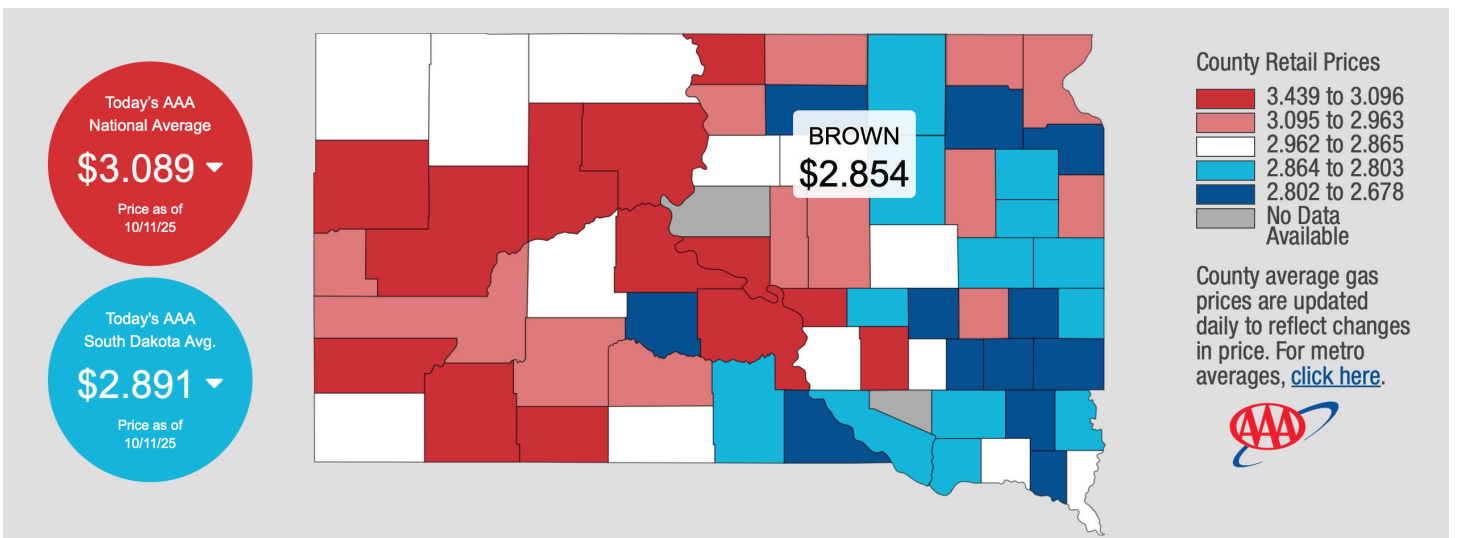 Today's AAA
National Average
$3.089
Price as of
10/11/25
Today's AAA
South Dakota Avg.
$2.891
Price as of
10/11/25
BROWN
$2.854
County Retail Prices
3.439 to 3.096
3.095 to 2.963
2.962 to 2.865
2.864 to 2.803
2.802 to 2.678
No Data
Available
County average gas
prices are updated
daily to reflect changes
in price. For metro
averages, click here.
AAA